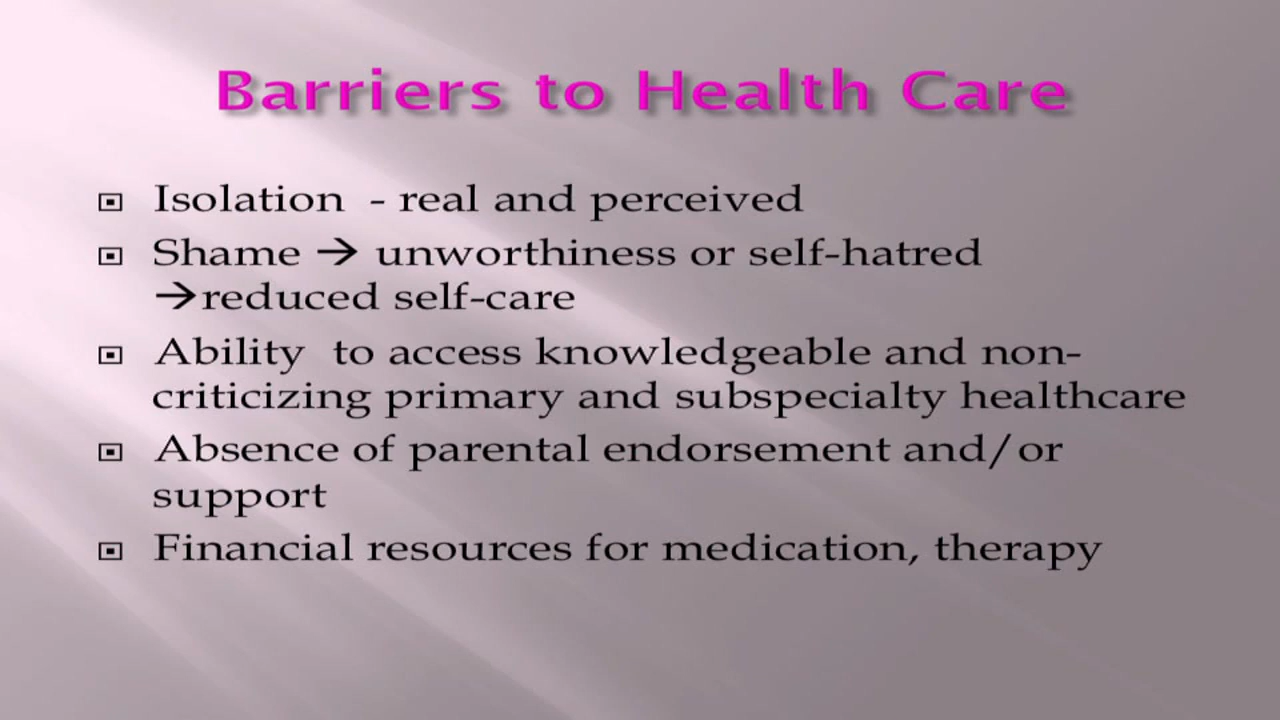 Barriers to Health Care
Isolation - real and perceived
Shame → unworthiness or self-hatred
→reduced self-care
Ability to access knowledgeable and non-
criticizing primary and subspecialty healthcare
Absence of parental endorsement and/or
support
Financial resources for medication, therapy